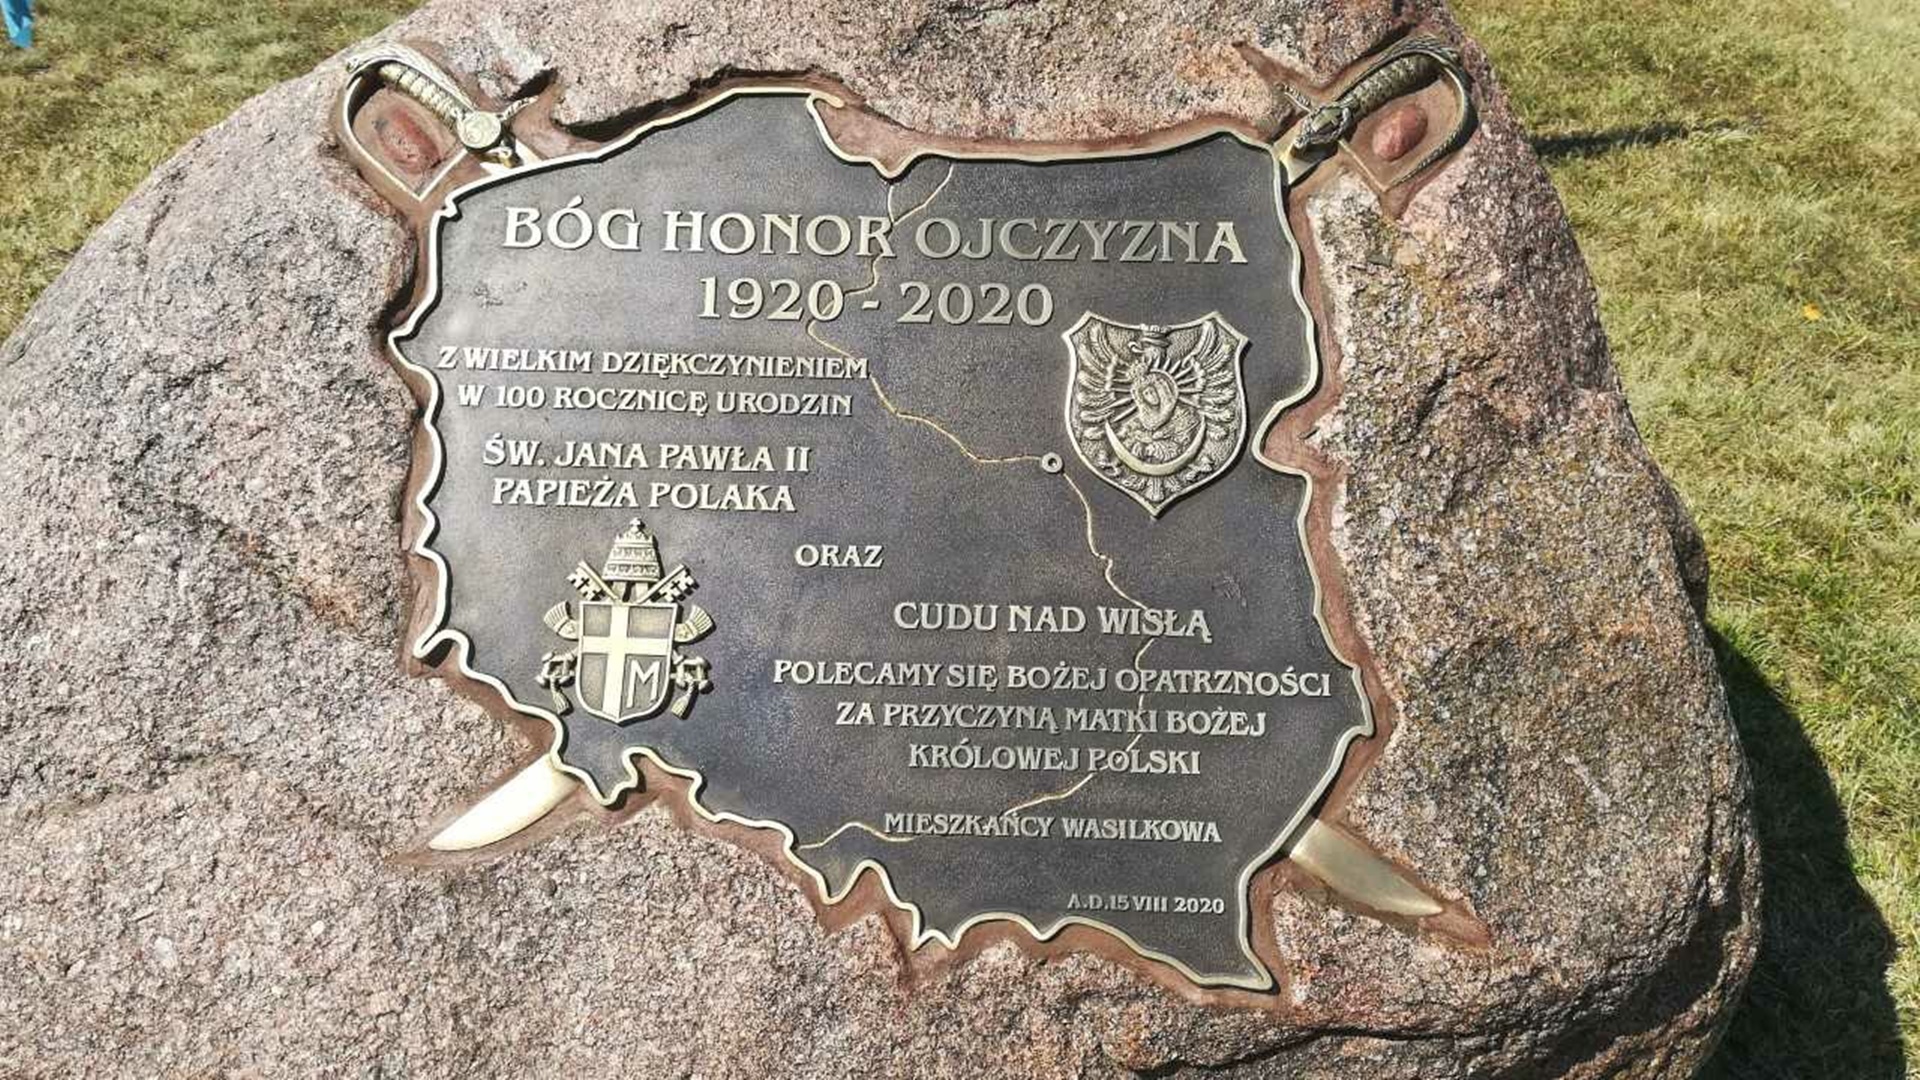 BÓG HONOR OJCZYZNA
1920 - 2020
Z WIELKIM DZIĘKCZYNIENIEM
W 100 ROCZNICĘ URODZIN
ŚW. JANA PAWŁA II
PAPIEŻA POLAKA
M
ORAZ
CUDU NAD WISŁĄ
POLECAMY SIĘ BOŻEJ OPATRZNOŚCI
ZA PRZYCZYNĄ MATKI BOŻEJ
KRÓLOWEJ POLSKI
MIESZKAŃCY WASILKOWA
A.D.15 VIII 2020